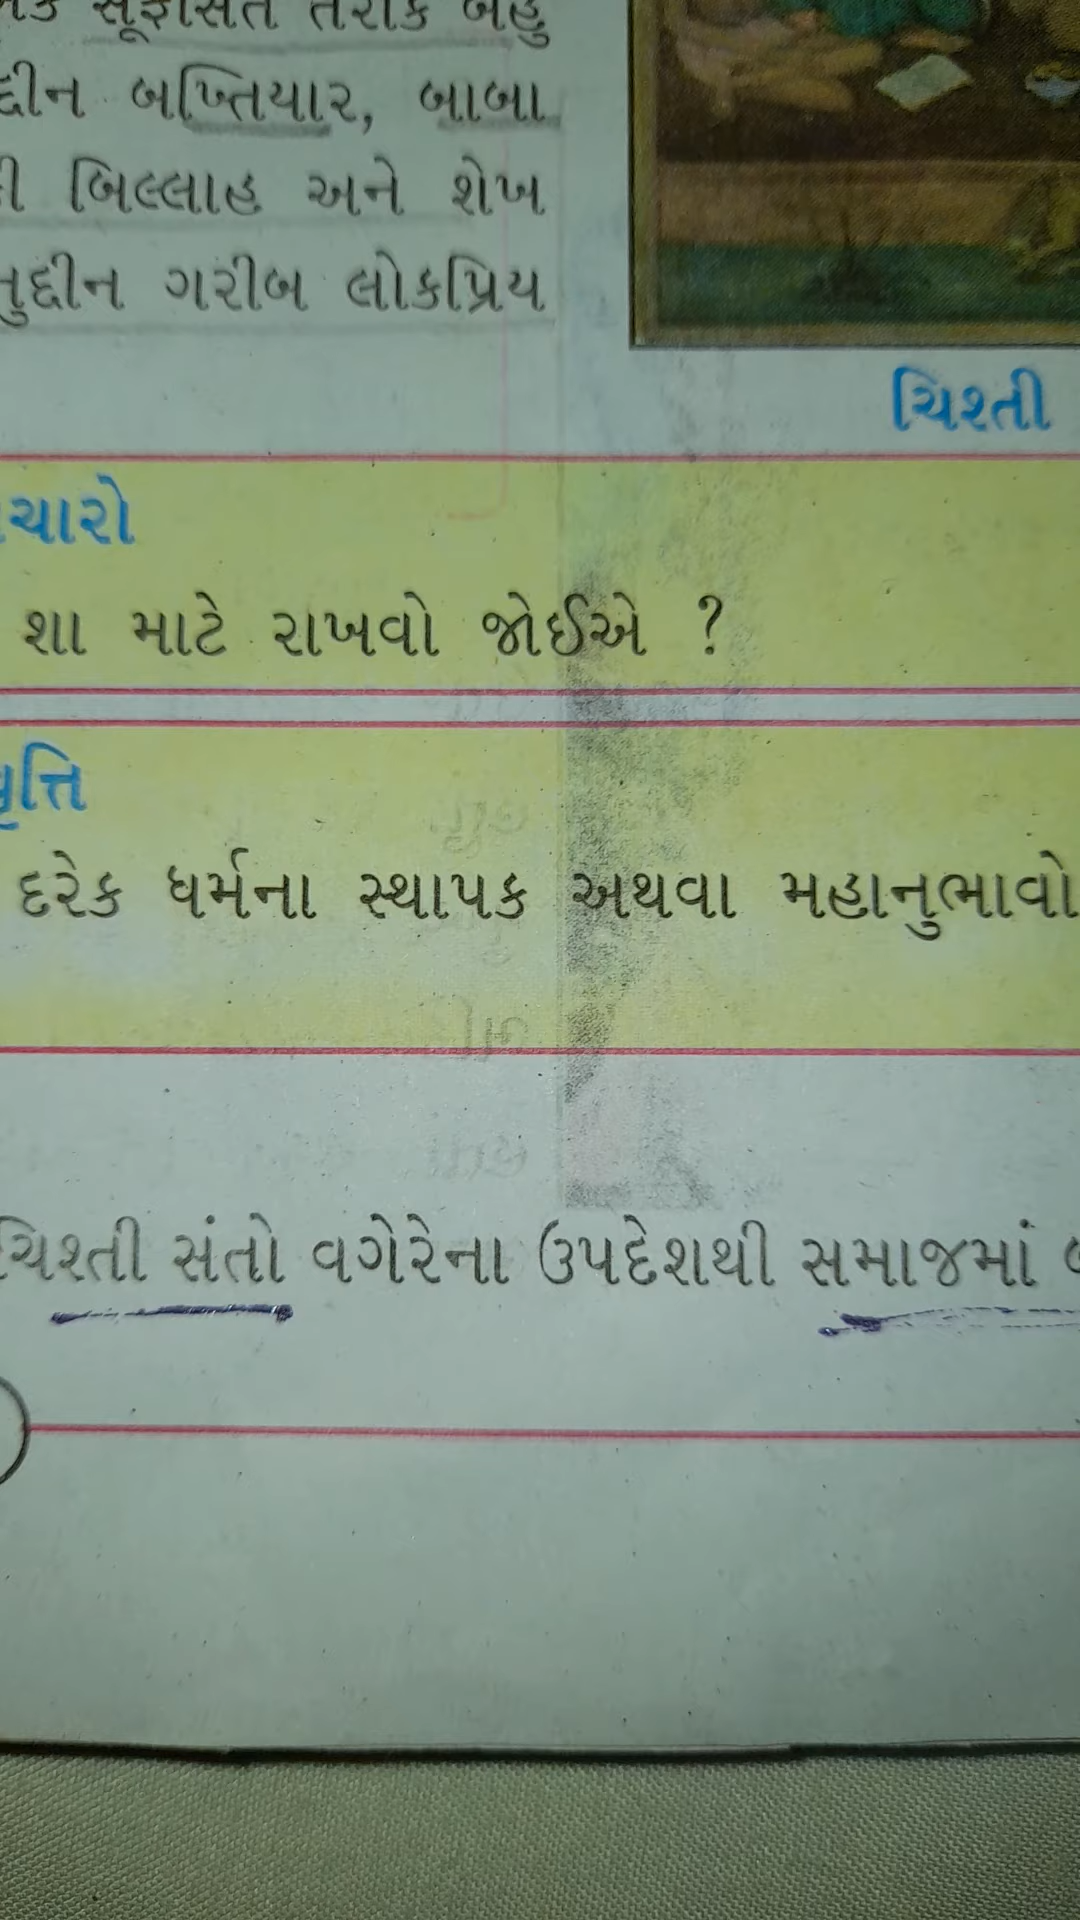 સૂફીસંત તરીકે બહુ
દ્દીન બખ્તિયાર, બાબા
બિલ્લાહ અને શેખ
નુદ્દીન ગરીબ લોકપ્રિય
ચિશ્તી
ચારો
શા માટે રાખવો જોઈએ ?
વૃત્તિ
દરેક ધર્મના સ્થાપક અથવા મહાનુભાવો
ચિશ્તી સંતો વગેરેના ઉપદેશથી સમાજમાં